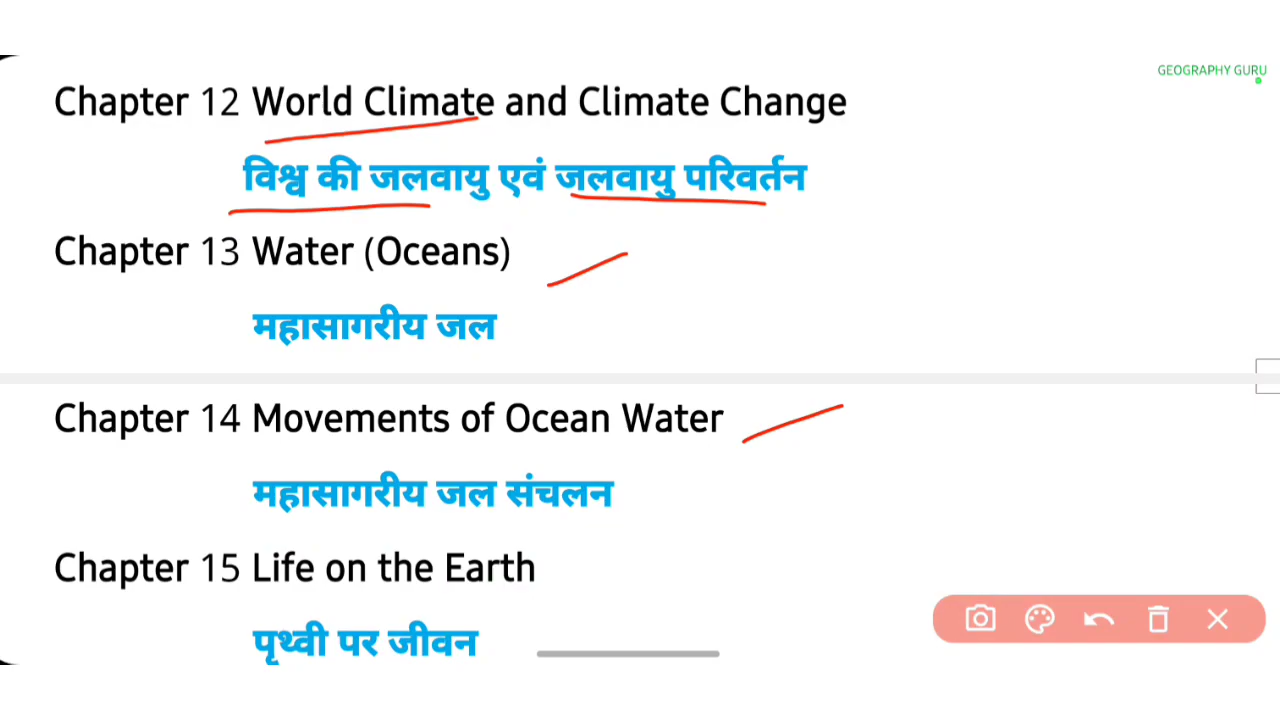 GEOGRAPHY GURU
Chapter 12 World Climate and Climate Change
विश्व की जलवायु एवं जलवायु परिवर्तन
Chapter 13 Water (Oceans)
महासागरीय जल
Chapter 14 Movements of Ocean Water
महासागरीय जल संचलन
Chapter 15 Life on the Earth
पृथ्वी पर जीवन